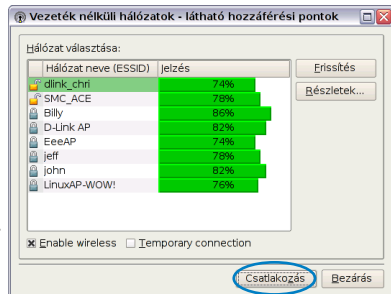 Vezeték nélküli hálózatok - látható hozzáférési pontok
Hálózat választása:
Hálózat neve (ESSID) Jelzés
dlink_chri 74%
SMC_ACE 78%
Billy 86%
D-Link AP 82%
EeeAP 74%
jeff 78%
john 82%
LinuxAP-WOW! 76%
Frissítés
Részletek...
Enable wireless Temporary connection
Csatlakozás Bezárás